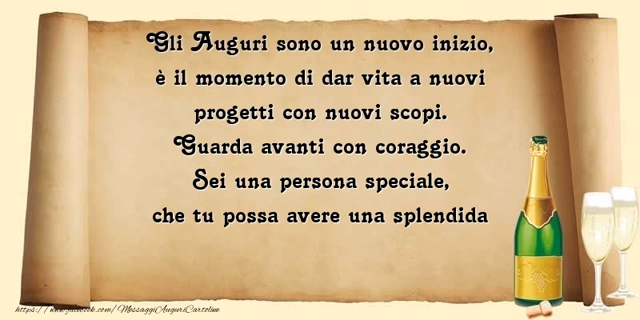 Gli Auguri sono un nuovo inizio,
è il momento di dar vita a nuovi
progetti con nuovi scopi.
Guarda avanti con coraggio.
Sei una persona speciale,
che tu possa avere una splendida
https://www.facebook.com/MessaggiAuguriCartoline